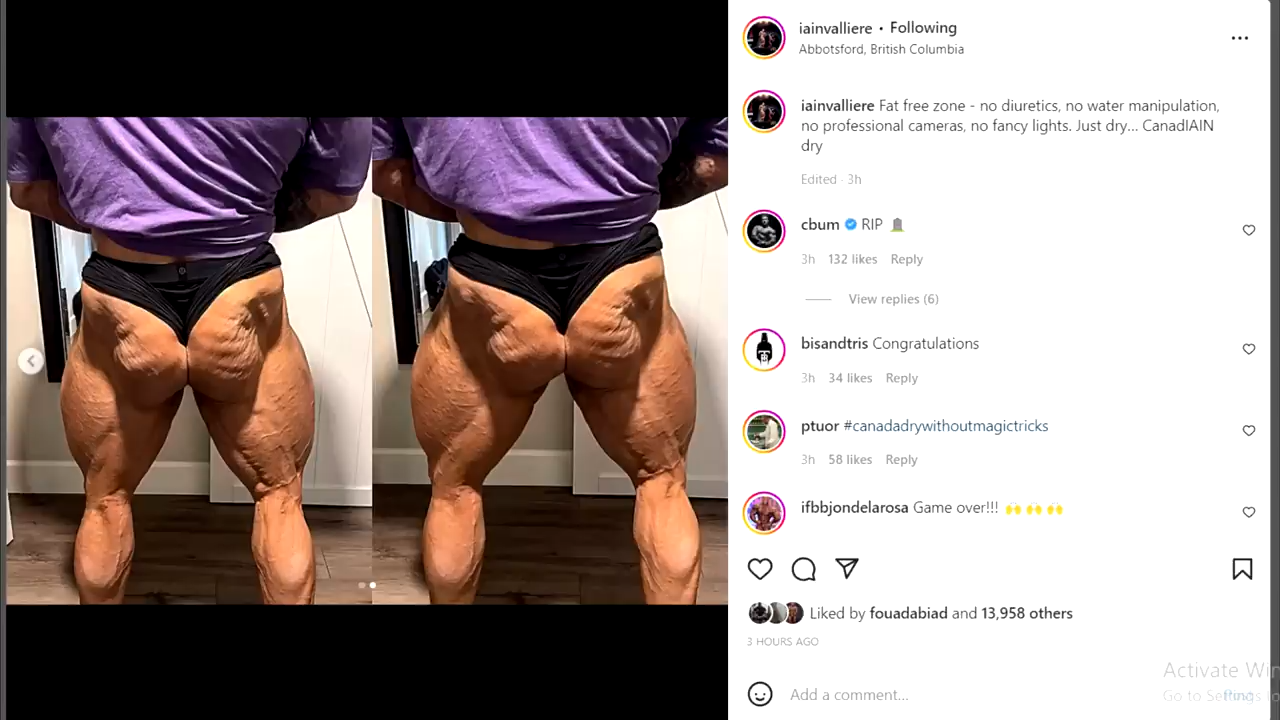 iainvalliere • Following
Abbotsford, British Columbia
iainvalliere Fat free zone - no diuretics, no water manipulation,
no professional cameras, no fancy lights. Just dry... CanadIAIN
dry
Edited · 3h
cbum RIP 🪦
3h 132 likes Reply
View replies (6)
bisandtris Congratulations
3h 34 likes Reply
ptuor #canadadrywithoutmagictricks
3h 58 likes Reply
ifbbjondelarosa Game over!!! 🙌 🙌 🙌
Liked by fouadabiad and 13,958 others
3 HOURS AGO
Add a comment...
Activate Win
Go to Settings to